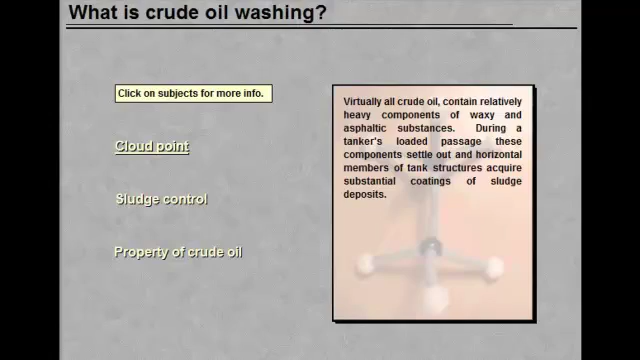 What is crude oil washing?
Click on subjects for more info.
Cloud point
Sludge control
Property of crude oil
Virtually all crude oil, contain relatively
heavy components of waxy and
asphaltic substances. During a
tanker's loaded passage these
components settle out and horizontal
members of tank structures acquire
substantial coatings of sludge
deposits.